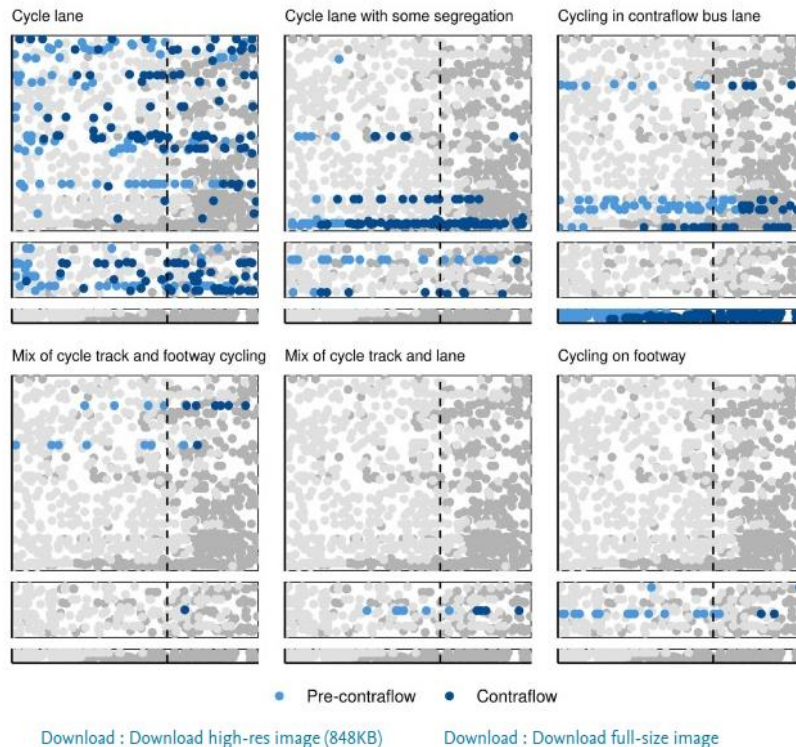 Cycle lane
Cycle lane with some segregation
Cycling in contraflow bus lane
Mix of cycle track and footway cycling
Mix of cycle track and lane
Cycling on footway
Pre-contraflow
Contraflow
Download : Download high-res image (848KB)
Download : Download full-size image